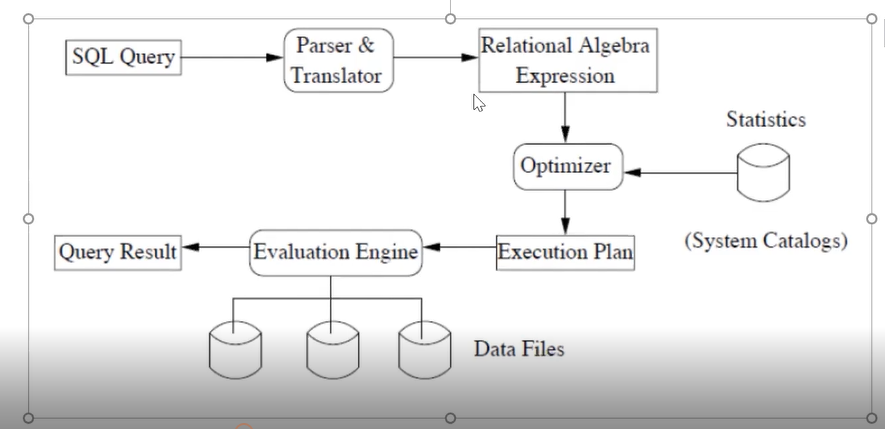 SQL Query
Parser &
Translator
Relational Algebra
Expression
Statistics
Optimizer
(System Catalogs)
Query Result
Evaluation Engine
Execution Plan
Data Files